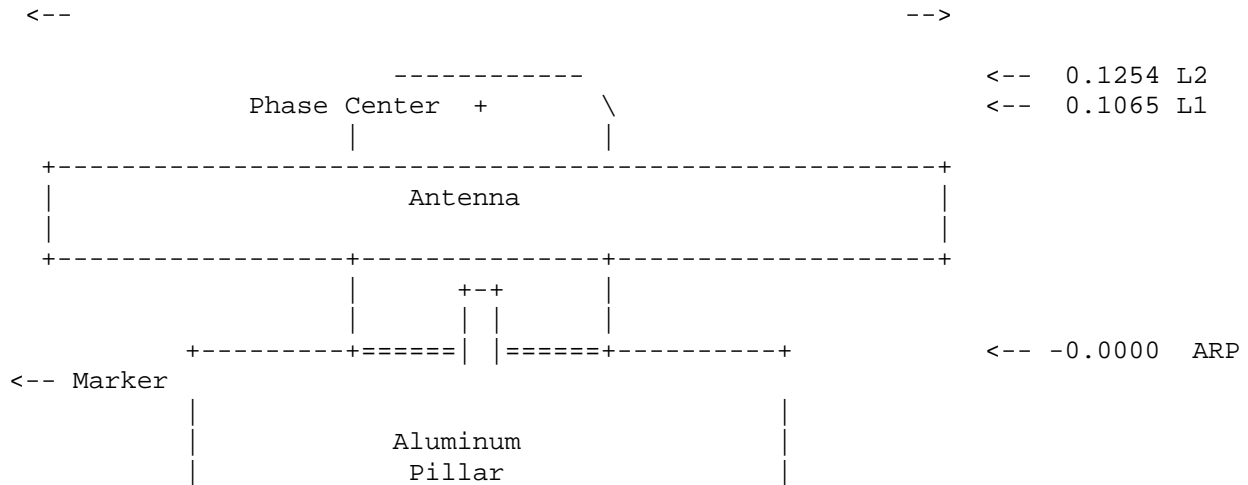 <-- -->
------------ <-- 0.1254 L2
Phase Center + \ <-- 0.1065 L1
| |
+-------------------------------------------------------+
| Antenna |
| |
+------------------+---------------+--------------------+
| +-+ |
| | | |
+---------+======| |======+----------+ <-- -0.0000 ARP
<-- Marker
| |
| Aluminum |
| Pillar |